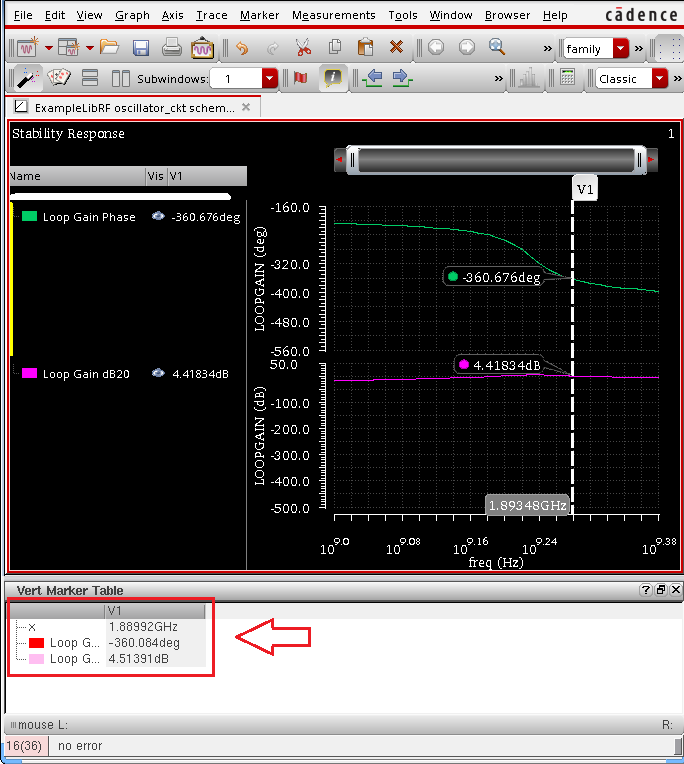 File Edit View Graph Axis Trace Marker Measurements Tools Window Browser Help cādence
» family »
Subwindows: 1 » » Classic »
ExampleLibRF oscillator_ckt schem...
Stability Response 1
Name Vis V1
V1
Loop Gain Phase -360.676deg
-160.0
-320.0
-400.0
-480.0
-560.0
LOOPGAIN (deg)
-360.676deg
Loop Gain dB20 4.41834dB
50.0
-100.0
-200.0
-300.0
-400.0
-500.0
LOOPGAIN (dB)
4.41834dB
1.89348GHz
10^9.0 10^9.08 10^9.16 10^9.24 10^9.38
freq (Hz)
Vert Marker Table
V1
x 1.88992GHz
Loop G... -360.084deg
Loop G... 4.51391dB
mouse L: R:
16(36) no error